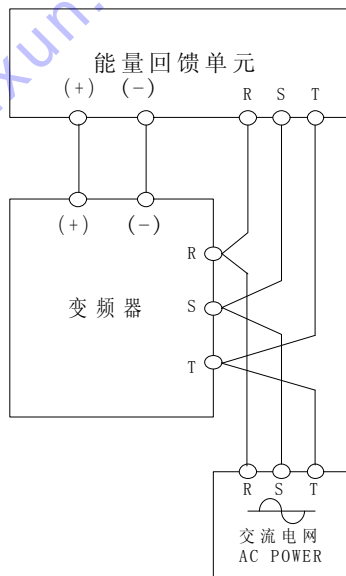 能量回馈单元
(+) (-) R S T
(+) (-)
R
变频器 S
T
R S T
交流电网
AC POWER